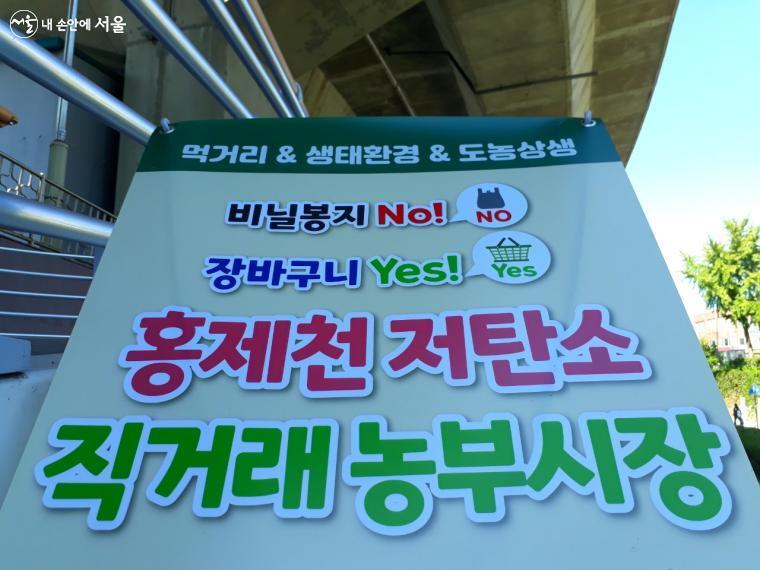 서울 내 손안에 서울
먹거리 & 생태환경 & 도농상생
비닐봉지 No! NO
장바구니 Yes! Yes
홍제천 저탄소
직거래 농부시장